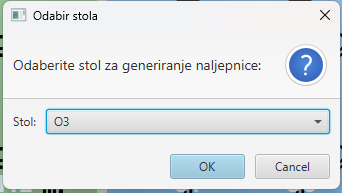 Odabir stola
Odaberite stol za generiranje naljepnice:
?
Stol: O3
OK Cancel